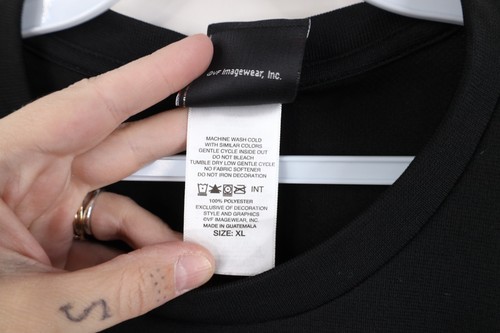 ©VF Imagewear, Inc.
MACHINE WASH COLD
WITH SIMILAR COLORS
GENTLE CYCLE INSIDE OUT
DO NOT BLEACH
TUMBLE DRY LOW GENTLE CYCLE
NO FABRIC SOFTENER
DO NOT IRON DECORATION
INT
100% POLYESTER
EXCLUSIVE OF DECORATION
STYLE AND GRAPHICS
©VF IMAGEWEAR, INC.
MADE IN GUATEMALA
SIZE: XL